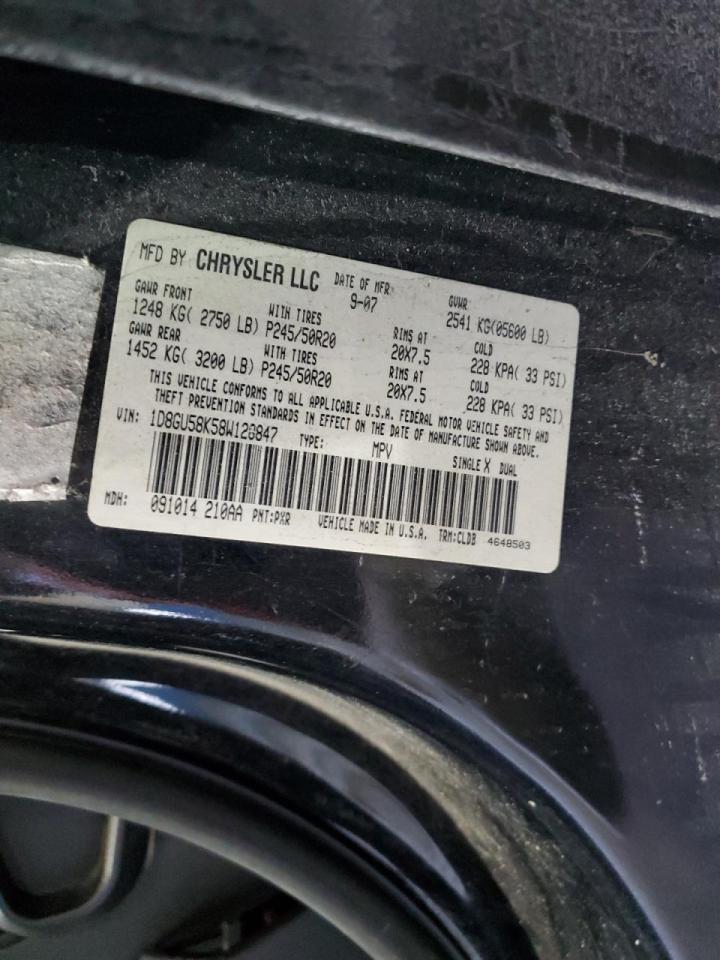 MFD BY CHRYSLER LLC DATE OF MFR 9-07 GVWR 2541 KG(05600 LB)
GAWR FRONT WITH TIRES RIMS AT COLD
1248 KG( 2750 LB) P245/50R20 20X7.5 228 KPA( 33 PSI)
GAWR REAR WITH TIRES RIMS AT COLD
1452 KG( 3200 LB) P245/50R20 20X7.5 228 KPA( 33 PSI)
THIS VEHICLE CONFORMS TO ALL APPLICABLE U.S.A. FEDERAL MOTOR VEHICLE SAFETY AND
THEFT PREVENTION STANDARDS IN EFFECT ON THE DATE OF MANUFACTURE SHOWN ABOVE.
VIN: 1D8GU58K58W126847 TYPE: MPV SINGLE X DUAL
MDH: 091014 210AA PNT:PXR VEHICLE MADE IN U.S.A. TRM:CLDB 4648503